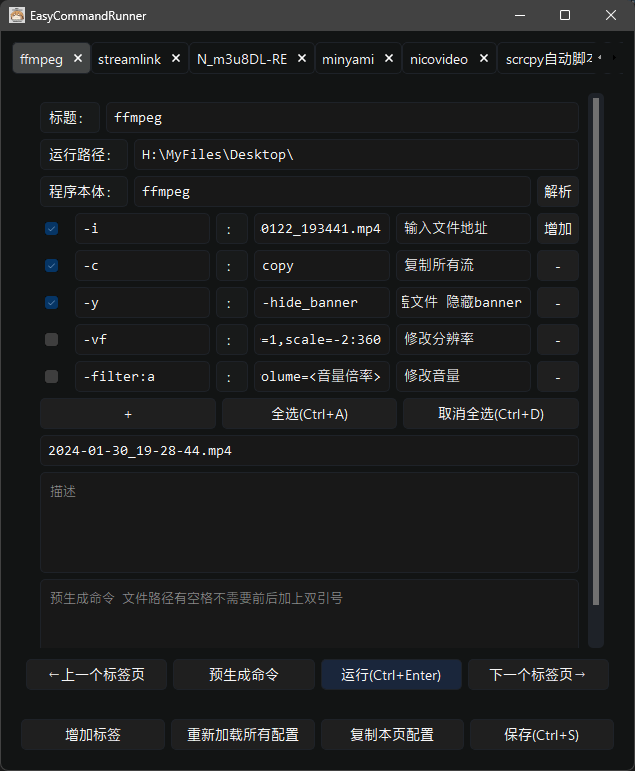 EasyCommandRunner
ffmpeg × streamlink × N_m3u8DL-RE × minyami × nicovideo × scrcpy自动脚
标题： ffmpeg
运行路径： H:\MyFiles\Desktop\
程序本体： ffmpeg 解析
-i : 0122_193441.mp4 输入文件地址 增加
-c : copy 复制所有流 -
-y : -hide_banner 文件 隐藏banner -
-vf : =1,scale=-2:360 修改分辨率 -
-filter:a : olume=<音量倍率> 修改音量 -
+ 全选(Ctrl+A) 取消全选(Ctrl+D)
2024-01-30_19-28-44.mp4
描述
预生成命令 文件路径有空格不需要前后加上双引号
←上一个标签页 预生成命令 运行(Ctrl+Enter) 下一个标签页→
增加标签 重新加载所有配置 复制本页配置 保存(Ctrl+S)